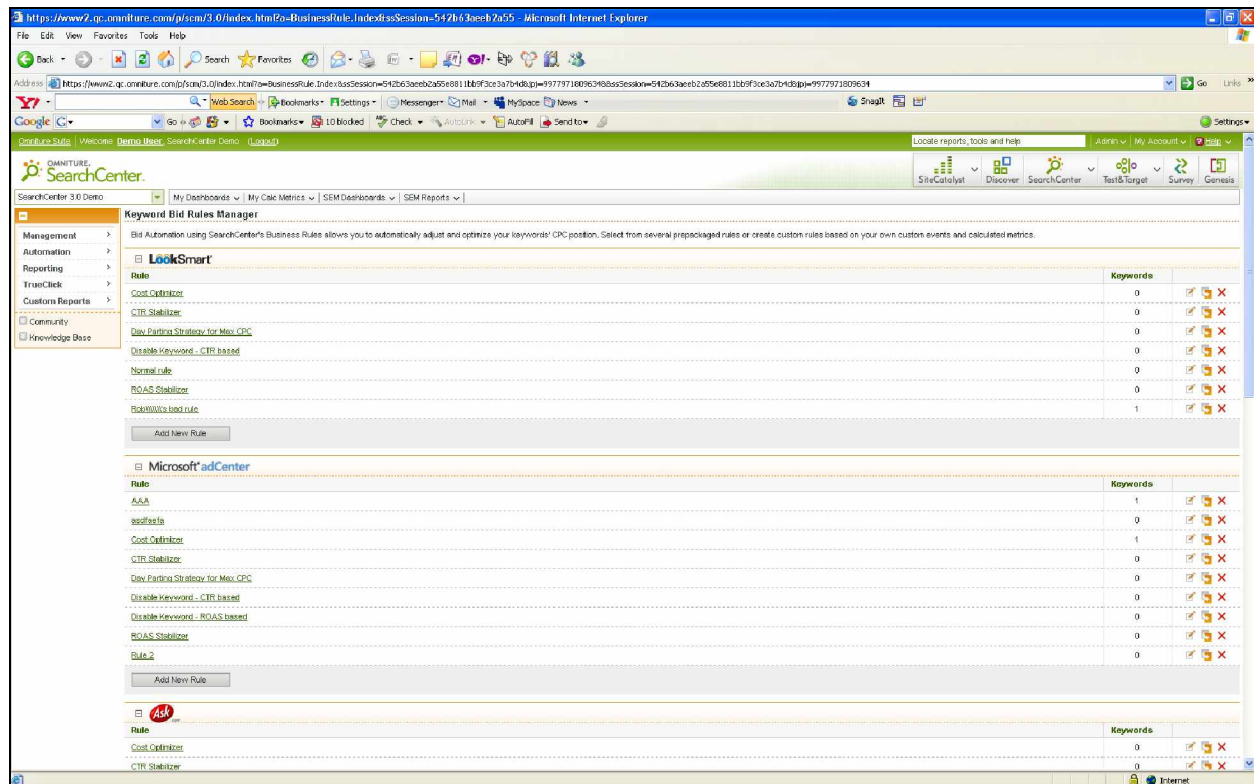 https://www2.qc.omniture.com/p/scm/3.0/index.html?a=BusinessRule.Index&ssSession=542b63aeeb2a55 - Microsoft Internet Explorer
File Edit View Favorites Tools Help
Back Search Favorites
Address https://www2.qc.omniture.com/p/scm/3.0/index.html?a=BusinessRule.Index&ssSession=542b63aeeb2a55e8811bb9f3ce3a7b4d&jpj=99779718096348&ssSession=542b63aeeb2a55e8811bb9f3ce3a7b4d&jpj=9977971809634 Go Links »
Y! Web Search Bookmarks Settings Messenger Mail MySpace News SnagIt
Google G Go Bookmarks 10 blocked Check AutoLink AutoFill Send to Settings
Omniture Suite Welcome Demo User, SearchCenter Demo (Logout) Locate reports, tools and help Admin My Account Help
OMNITURE.
SearchCenter. SiteCatalyst Discover SearchCenter Test&Target Survey Genesis
SearchCenter 3.0 Demo My Dashboards My Calc Metrics SEM Dashboards SEM Reports
Keyword Bid Rules Manager
Management
Automation
Reporting
TrueClick
Custom Reports
Community
Knowledge Base
Bid Automation using SearchCenter's Business Rules allows you to automatically adjust and optimize your keywords' CPC position. Select from several prepackaged rules or create custom rules based on your own custom events and calculated metrics.
LookSmart
Rule Keywords
Cost Optimizer 0
CTR Stabilizer 0
Day Parting Strategy for Max CPC 0
Disable Keyword - CTR based 0
Normal rule 0
ROAS Stabilizer 0
bad rule 1
Add New Rule
Microsoft adCenter
Rule Keywords
AAA 1
asdfaefa 0
Cost Optimizer 1
CTR Stabilizer 0
Day Parting Strategy for Max CPC 0
Disable Keyword - CTR based 0
Disable Keyword - ROAS based 0
ROAS Stabilizer 0
Rule 2 0
Add New Rule
Ask
Rule Keywords
Cost Optimizer 0
CTR Stabilizer 0
Internet